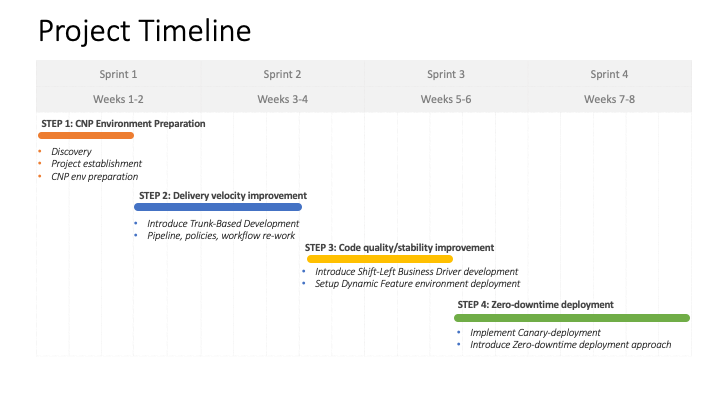 Project Timeline
Sprint 1 Sprint 2 Sprint 3 Sprint 4
Weeks 1-2 Weeks 3-4 Weeks 5-6 Weeks 7-8
STEP 1: CNP Environment Preparation
• Discovery
• Project establishment
• CNP env preparation
STEP 2: Delivery velocity improvement
• Introduce Trunk-Based Development
• Pipeline, policies, workflow re-work
STEP 3: Code quality/stability improvement
• Introduce Shift-Left Business Driver development
• Setup Dynamic Feature environment deployment
STEP 4: Zero-downtime deployment
• Implement Canary-deployment
• Introduce Zero-downtime deployment approach